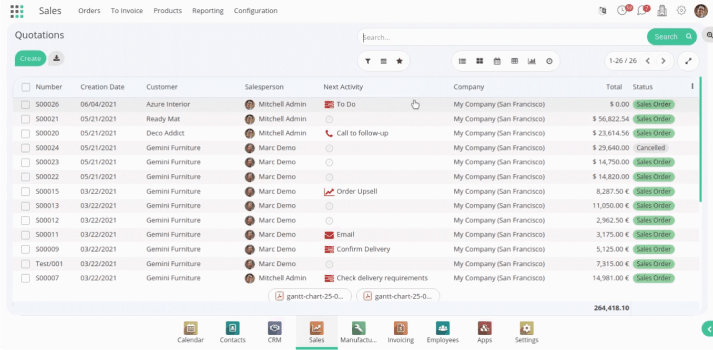 Sales Orders To Invoice Products Reporting Configuration
Quotations
Search...
Search
Create
1-26 / 26
Number Creation Date Customer Salesperson Next Activity Company Total Status
S00026 06/04/2021 Azure Interior Mitchell Admin To Do My Company (San Francisco) $ 0.00 Sales Order
S00021 05/21/2021 Ready Mat Mitchell Admin My Company (San Francisco) $ 56,822.54 Sales Order
S00020 05/21/2021 Deco Addict Mitchell Admin Call to follow-up My Company (San Francisco) $ 23,614.56 Sales Order
S00024 05/21/2021 Gemini Furniture Marc Demo My Company (San Francisco) $ 29,640.00 Cancelled
S00023 05/21/2021 Gemini Furniture Marc Demo My Company (San Francisco) $ 14,750.00 Sales Order
S00022 05/21/2021 Gemini Furniture Marc Demo My Company (San Francisco) $ 14,820.00 Sales Order
S00015 03/22/2021 Gemini Furniture Marc Demo Order Upsell My Company (San Francisco) 8,287.50 € Sales Order
S00013 03/22/2021 Gemini Furniture Marc Demo My Company (San Francisco) 11,050.00 € Sales Order
S00012 03/22/2021 Gemini Furniture Marc Demo My Company (San Francisco) 2,962.50 € Sales Order
S00011 03/22/2021 Gemini Furniture Marc Demo Email My Company (San Francisco) 3,175.00 € Sales Order
S00009 03/22/2021 Gemini Furniture Marc Demo Confirm Delivery My Company (San Francisco) 5,125.00 € Sales Order
Test/001 03/22/2021 Gemini Furniture Marc Demo My Company (San Francisco) 7,315.00 € Sales Order
S00007 03/22/2021 Gemini Furniture Mitchell Admin Check delivery requirements My Company (San Francisco) 14,981.00 € Sales Order
gantt-chart-25-0... gantt-chart-25-0...
264,418.10
Calendar Contacts CRM Sales Manufactu... Invoicing Employees Apps Settings